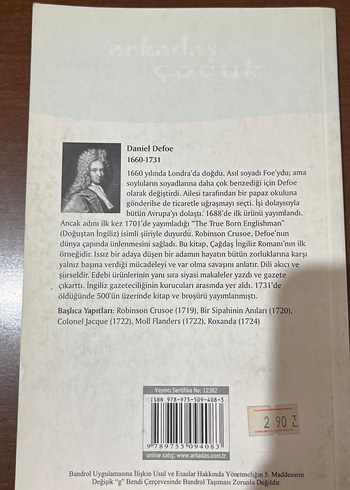 arkadaş
çocuk
Daniel Defoe
1660-1731
1660 yılında Londra'da doğdu. Asıl soyadı Foe'ydu; ama
soyluların soyadlarına daha çok benzediği için Defoe
olarak değiştirdi. Ailesi tarafından bir papaz okuluna
gönderilse de ticaretle uğraşmayı seçti. İşi dolayısıyla
bütün Avrupa'yı dolaştı. 1688'de ilk ürünü yayımlandı.
Ancak adını ilk kez 1701'de yayımladığı "The True Born Englishman"
(Doğuştan İngiliz) isimli şiirle duyurdu. Robinson Crusoe, Defoe'nun
dünya çapında ünlenmesini sağladı. Bu kitap, Çağdaş İngiliz Romanı'nın ilk
örneğidir. Issız bir adaya düşen bir adamın hayatın bütün zorluklarına karşı
yalnız başına verdiği mücadeleyi ve var olma savaşını anlatır. Dili akıcı ve
şiirseldir. Edebi ürünlerinin yanı sıra siyasi makaleler yazdı ve gazete
çıkarttı. İngiliz gazeteciliğinin kurucuları arasında yer aldı. 1731'de
öldüğünde 500'ün üzerinde kitap ve broşürü yayımlanmıştı.
Başlıca Yapıtları: Robinson Crusoe (1719), Bir Sipahinin Anıları (1720),
Colonel Jacque (1722), Moll Flanders (1722), Roxanda (1724)
Yayıncı Sertifika No: 12382
ISBN 978-975-509-408-3
9 789755 094083
online satış: www.arkadas.com.tr
2 90
Bandrol Uygulamasına İlişkin Usul ve Esaslar Hakkında Yönetmeliğin 5. Maddesinin
Değişik "g" Bendi Çerçevesinde Bandrol Taşıması Zorunlu Değildir.